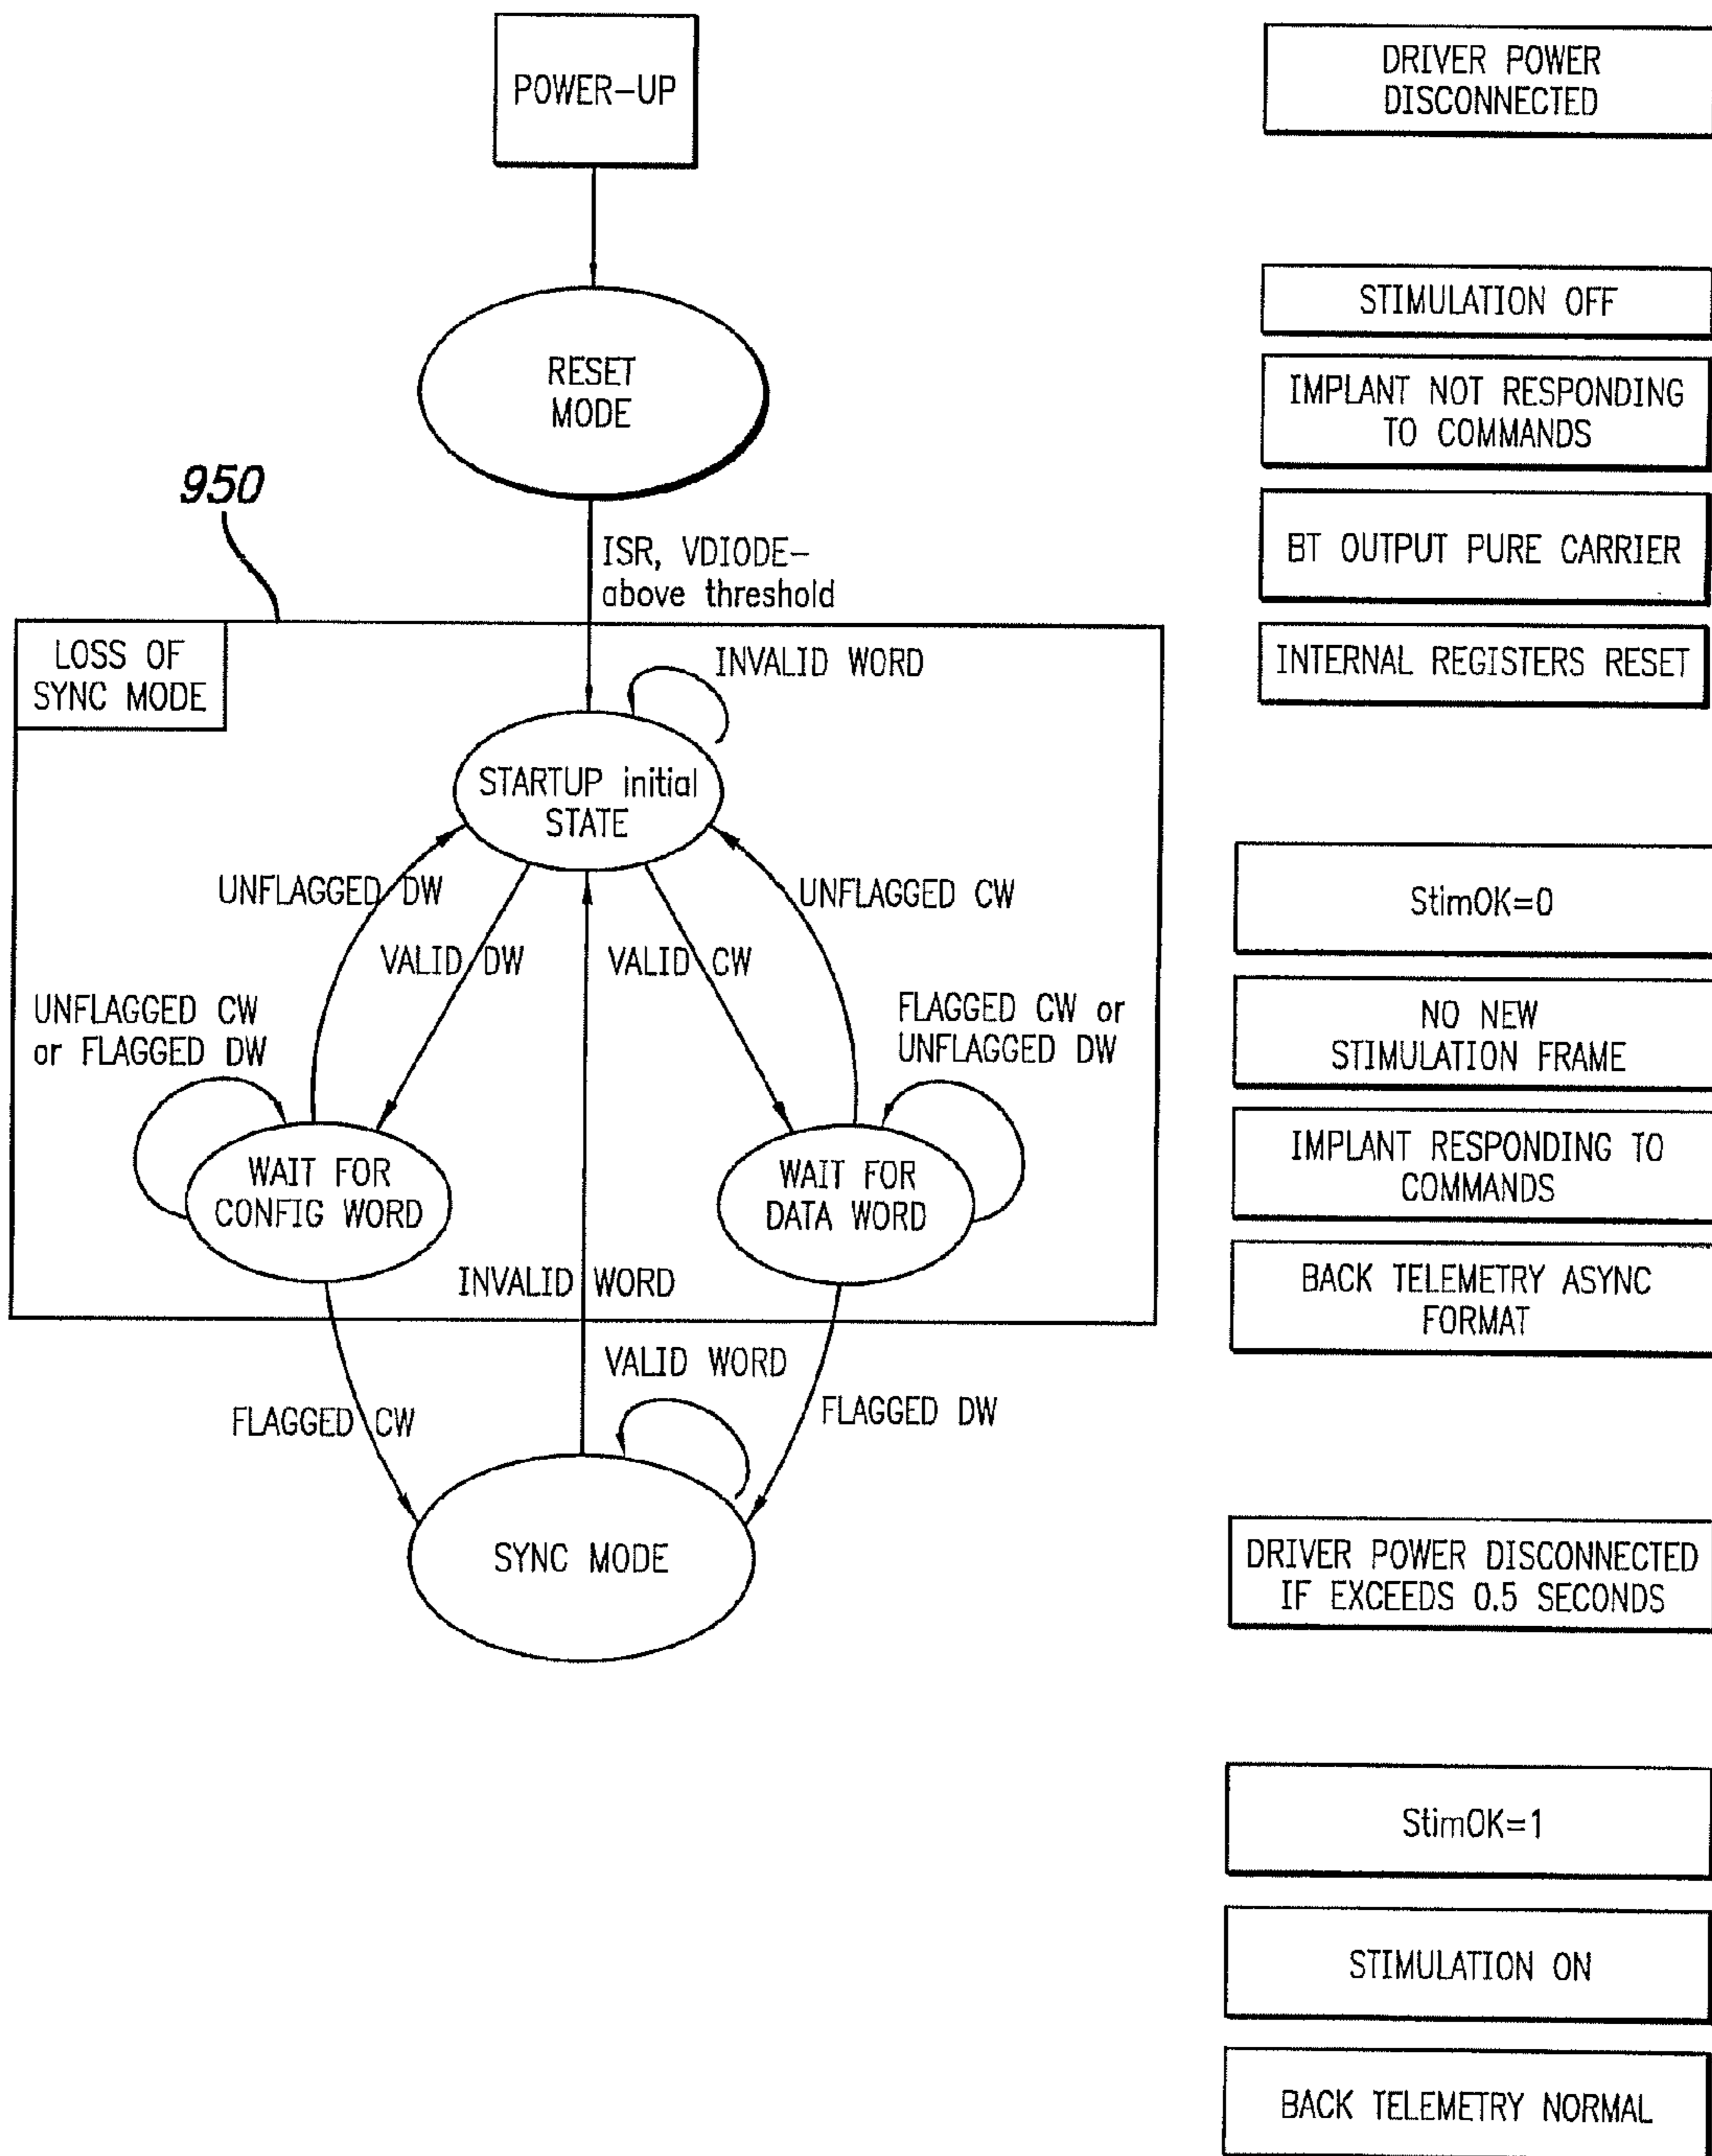 POWER-UP
RESET
MODE
950
ISR, VDIODE-
above threshold
LOSS OF
SYNC MODE
INVALID WORD
STARTUP initial
STATE
UNFLAGGED DW
UNFLAGGED CW
VALID DW
VALID CW
UNFLAGGED CW
or FLAGGED DW
FLAGGED CW or
UNFLAGGED DW
WAIT FOR
CONFIG WORD
WAIT FOR
DATA WORD
INVALID WORD
VALID WORD
FLAGGED CW
FLAGGED DW
SYNC MODE
DRIVER POWER
DISCONNECTED
STIMULATION OFF
IMPLANT NOT RESPONDING
TO COMMANDS
BT OUTPUT PURE CARRIER
INTERNAL REGISTERS RESET
StimOK=0
NO NEW
STIMULATION FRAME
IMPLANT RESPONDING TO
COMMANDS
BACK TELEMETRY ASYNC
FORMAT
DRIVER POWER DISCONNECTED
IF EXCEEDS 0.5 SECONDS
StimOK=1
STIMULATION ON
BACK TELEMETRY NORMAL